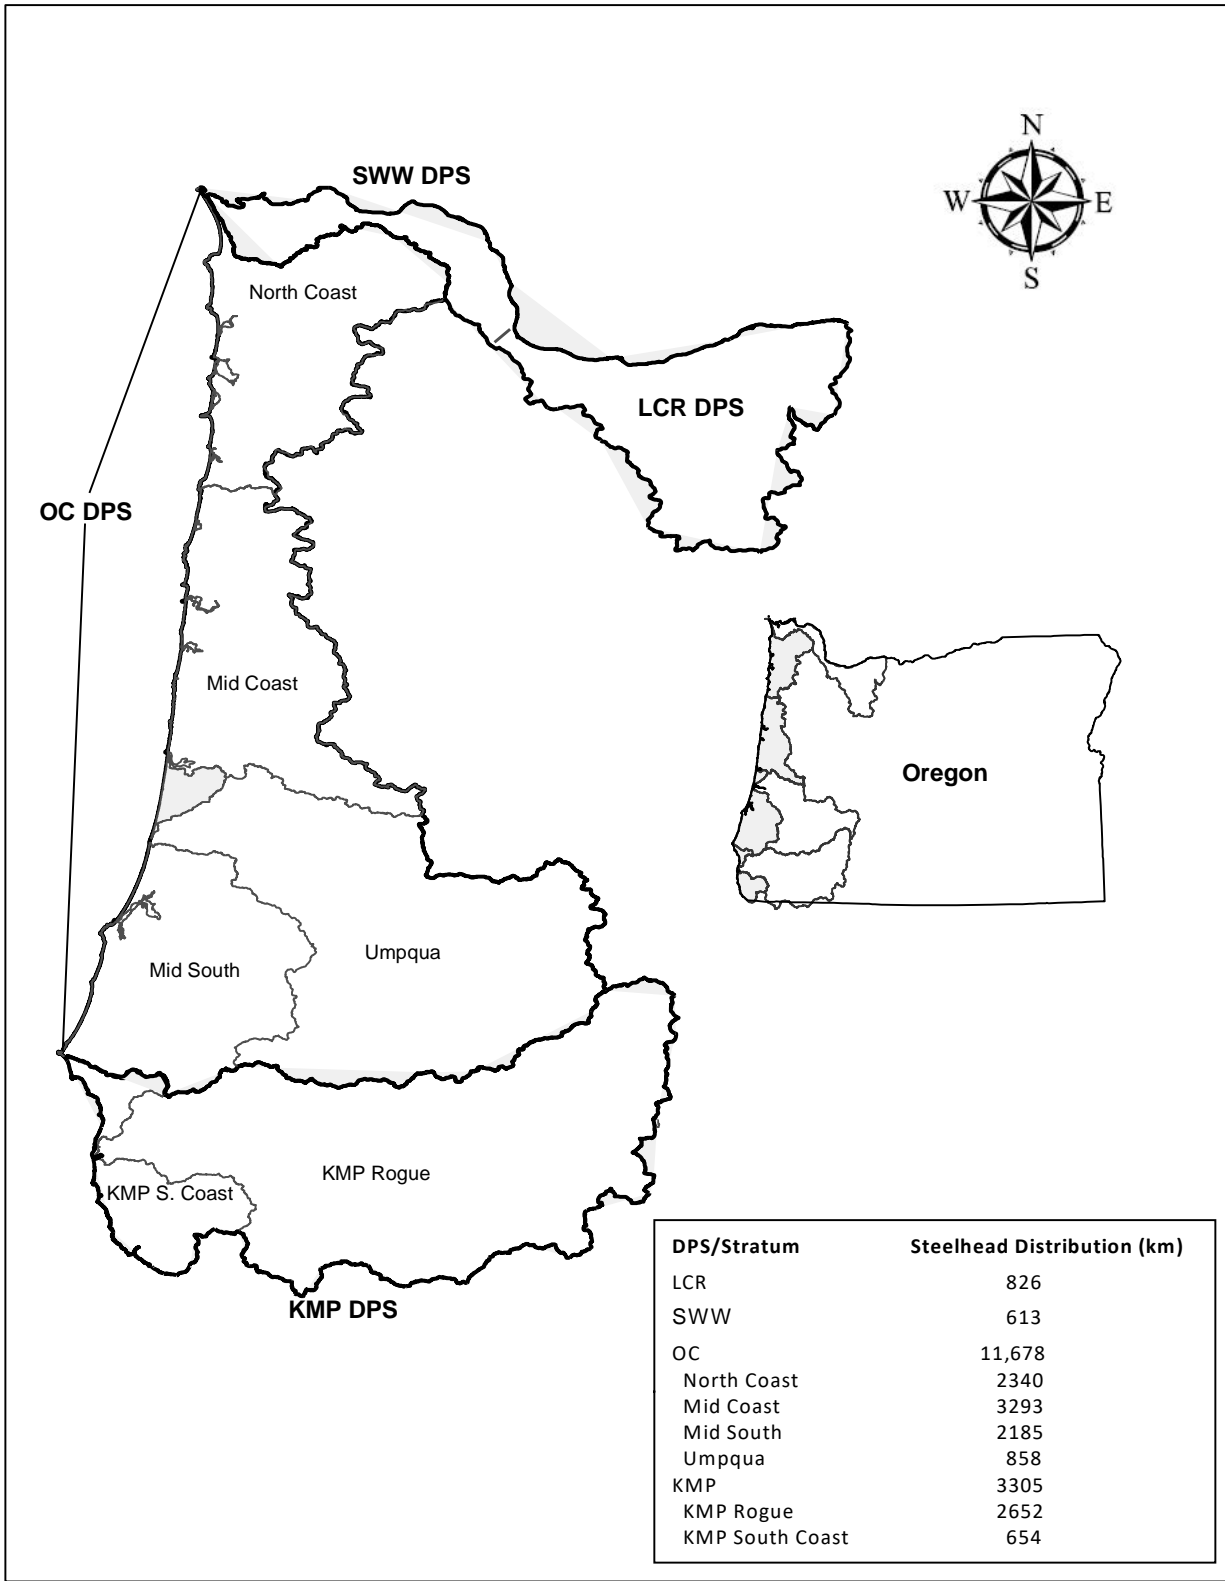 N
W E
S
SWW DPS
North Coast
LCR DPS
OC DPS
Mid Coast
Oregon
Umpqua
Mid South
KMP Rogue
KMP S. Coast
KMP DPS
DPS/Stratum Steelhead Distribution (km)
LCR 826
SWW 613
OC 11,678
North Coast 2340
Mid Coast 3293
Mid South 2185
Umpqua 858
KMP 3305
KMP Rogue 2652
KMP South Coast 654